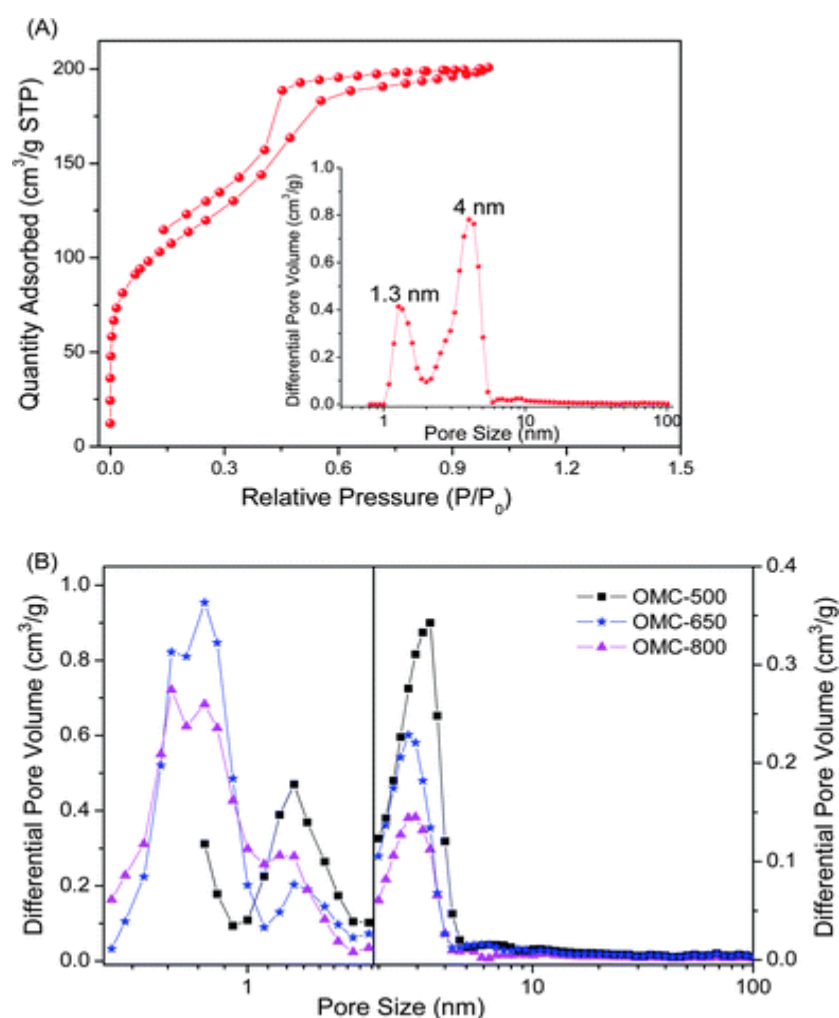 (A)
Quantity Adsorbed (cm³/g STP)
200
150
100
50
0
0.0 0.3 0.6 0.9 1.2 1.5
Relative Pressure (P/P₀)
Differential Pore Volume (cm³/g)
1.0
0.8
0.6
0.4
0.2
0.0
1.3 nm
4 nm
1 10 100
Pore Size (nm)
(B)
Differential Pore Volume (cm³/g)
1.0
0.8
0.6
0.4
0.2
0.0
OMC-500
OMC-650
OMC-800
0.4
0.3
0.2
0.1
0.0
Differential Pore Volume (cm³/g)
1 10 100
Pore Size (nm)